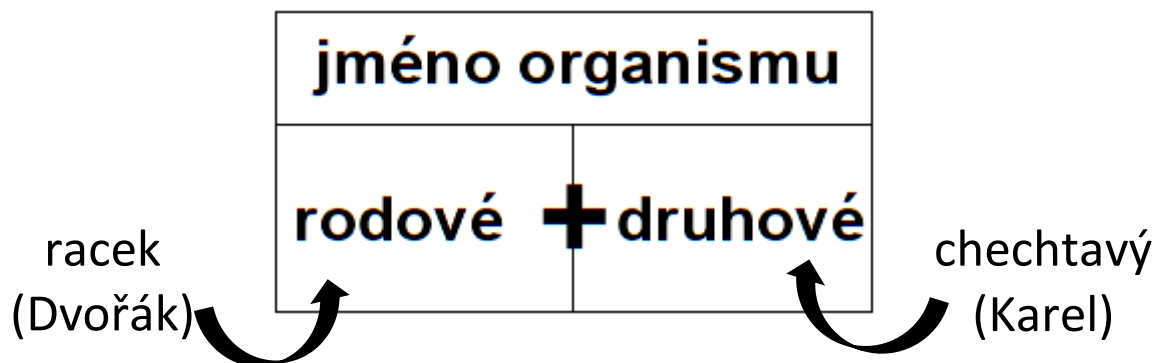 jméno organismu
rodové + druhové
racek
(Dvořák)
chechtavý
(Karel)